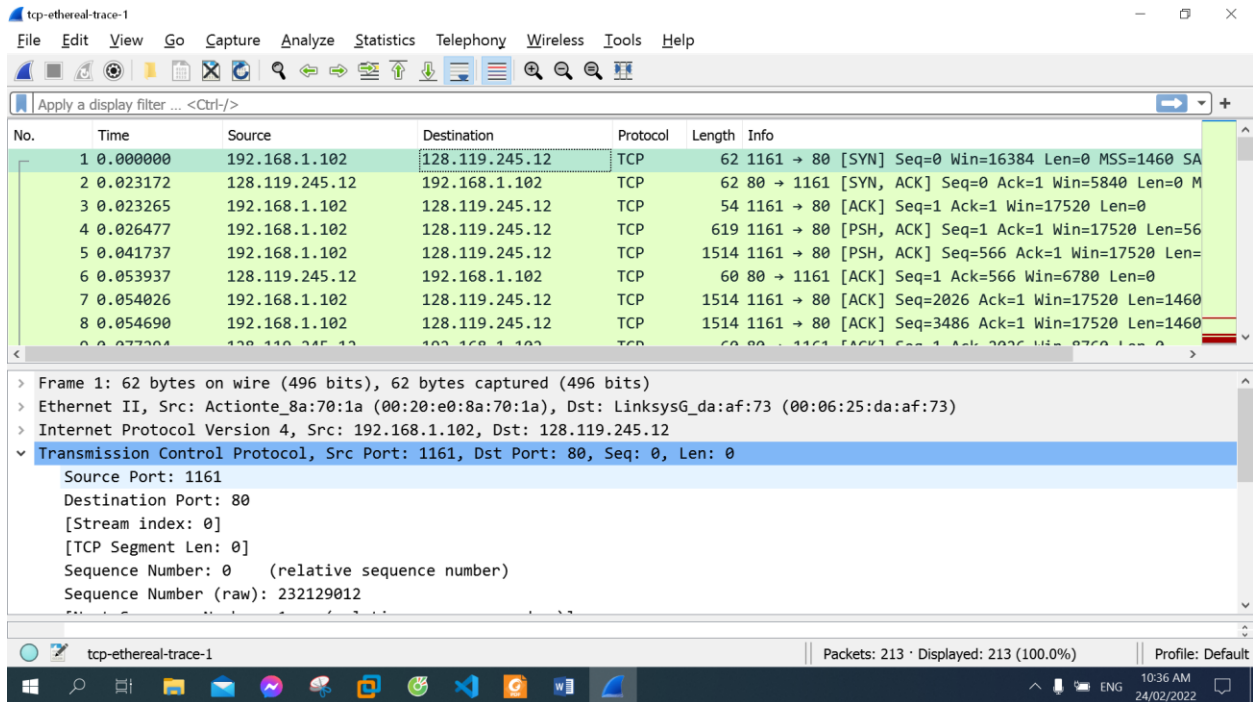 tcp-ethereal-trace-1
File Edit View Go Capture Analyze Statistics Telephony Wireless Tools Help
Apply a display filter ... <Ctrl-/>
No. Time Source Destination Protocol Length Info
1 0.000000 192.168.1.102 128.119.245.12 TCP 62 1161 → 80 [SYN] Seq=0 Win=16384 Len=0 MSS=1460 SA
2 0.023172 128.119.245.12 192.168.1.102 TCP 62 80 → 1161 [SYN, ACK] Seq=0 Ack=1 Win=5840 Len=0 M
3 0.023265 192.168.1.102 128.119.245.12 TCP 54 1161 → 80 [ACK] Seq=1 Ack=1 Win=17520 Len=0
4 0.026477 192.168.1.102 128.119.245.12 TCP 619 1161 → 80 [PSH, ACK] Seq=1 Ack=1 Win=17520 Len=56
5 0.041737 192.168.1.102 128.119.245.12 TCP 1514 1161 → 80 [PSH, ACK] Seq=566 Ack=1 Win=17520 Len=
6 0.053937 128.119.245.12 192.168.1.102 TCP 60 80 → 1161 [ACK] Seq=1 Ack=566 Win=6780 Len=0
7 0.054026 192.168.1.102 128.119.245.12 TCP 1514 1161 → 80 [ACK] Seq=2026 Ack=1 Win=17520 Len=1460
8 0.054690 192.168.1.102 128.119.245.12 TCP 1514 1161 → 80 [ACK] Seq=3486 Ack=1 Win=17520 Len=1460
Frame 1: 62 bytes on wire (496 bits), 62 bytes captured (496 bits)
Ethernet II, Src: Actionte_8a:70:1a (00:20:e0:8a:70:1a), Dst: LinksysG_da:af:73 (00:06:25:da:af:73)
Internet Protocol Version 4, Src: 192.168.1.102, Dst: 128.119.245.12
Transmission Control Protocol, Src Port: 1161, Dst Port: 80, Seq: 0, Len: 0
Source Port: 1161
Destination Port: 80
[Stream index: 0]
[TCP Segment Len: 0]
Sequence Number: 0 (relative sequence number)
Sequence Number (raw): 232129012
tcp-ethereal-trace-1 Packets: 213 · Displayed: 213 (100.0%) Profile: Default
ENG 10:36 AM
24/02/2022